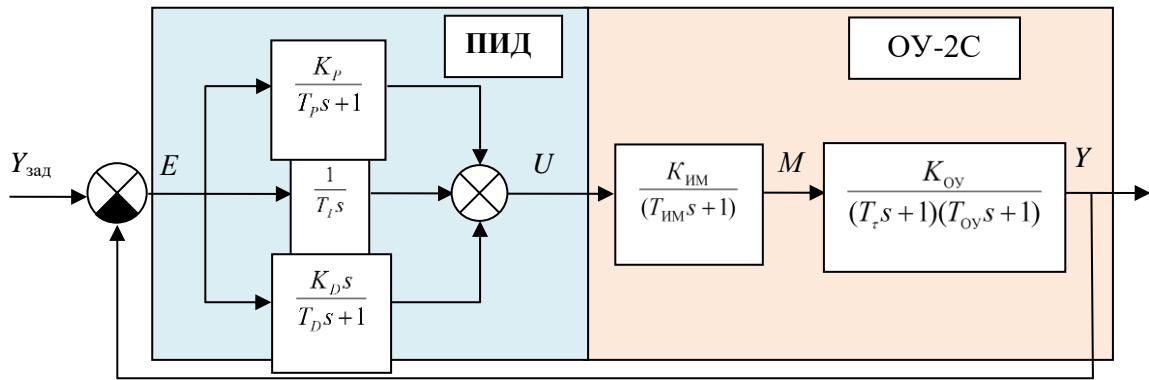 ПИД
ОУ-2С
K_P
T_P s + 1
Y_зад
E
1
T_I s
U
К_ИМ
(T_ИМ s + 1)
M
K_ОУ
(T_τ s + 1)(T_ОУ s + 1)
Y
K_D s
T_D s + 1